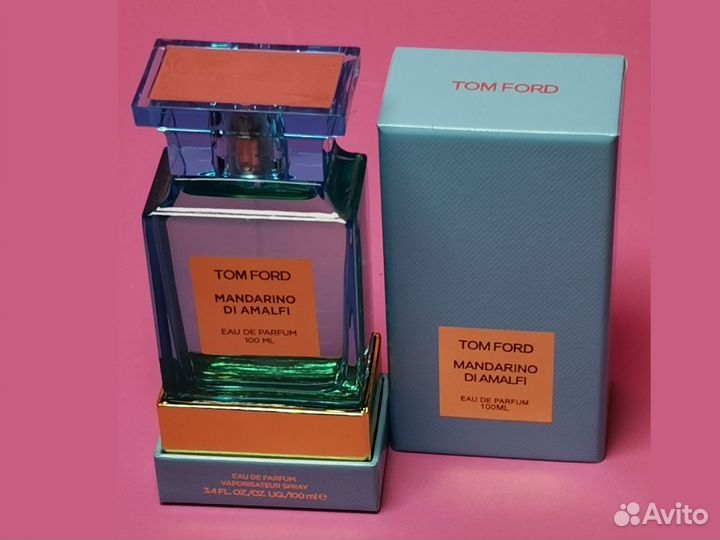 TOM FORD
MANDARINO
DI AMALFI
EAU DE PARFUM
100 ML
EAU DE PARFUM
VAPORISATEUR SPRAY
3.4 FL. OZ./OZ. LIQ./100 ml e
TOM FORD
TOM FORD
MANDARINO
DI AMALFI
EAU DE PARFUM
100ML
Avito